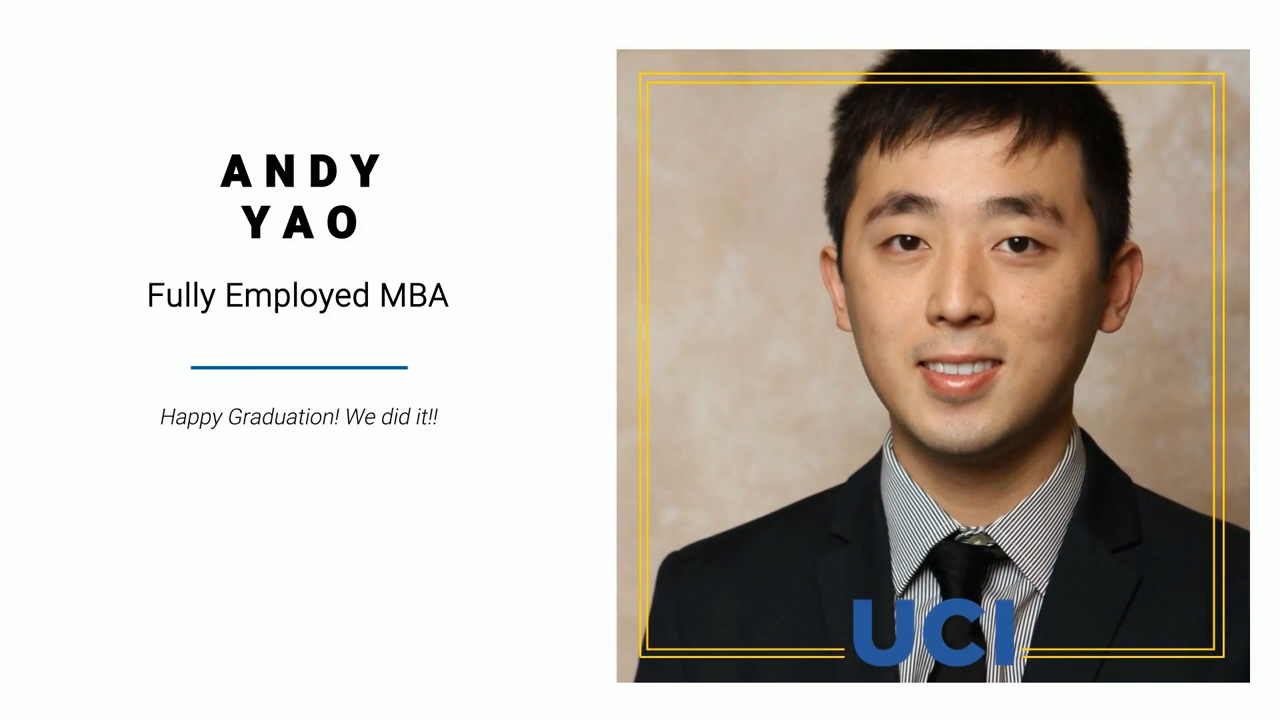 ANDY
YAO
Fully Employed MBA
Happy Graduation! We did it!!
UCI